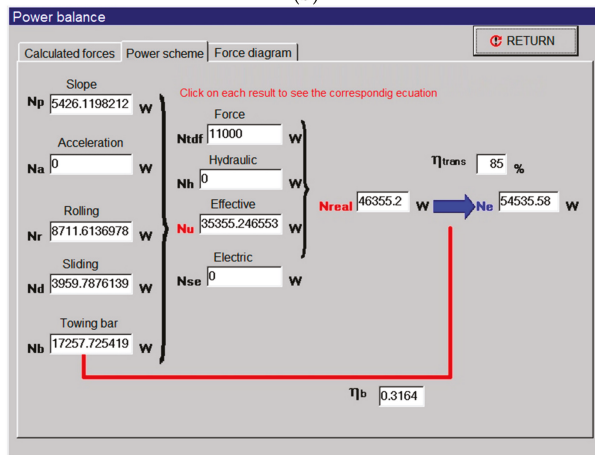 Power balance
RETURN
Calculated forces Power scheme Force diagram
Click on each result to see the correspondig ecuation
Slope
Np 5426.1198212 W
Acceleration
Na 0 W
Rolling
Nr 8711.6136978 W
Sliding
Nd 3959.7876139 W
Towing bar
Nb 17257.725419 W
Force
Ntdf 11000 W
Hydraulic
Nh 0 W
Effective
Nu 35355.246553 W
Electric
Nse 0 W
Nreal 46355.2 W
ηtrans 85 %
Ne 54535.58 W
ηb 0.3164